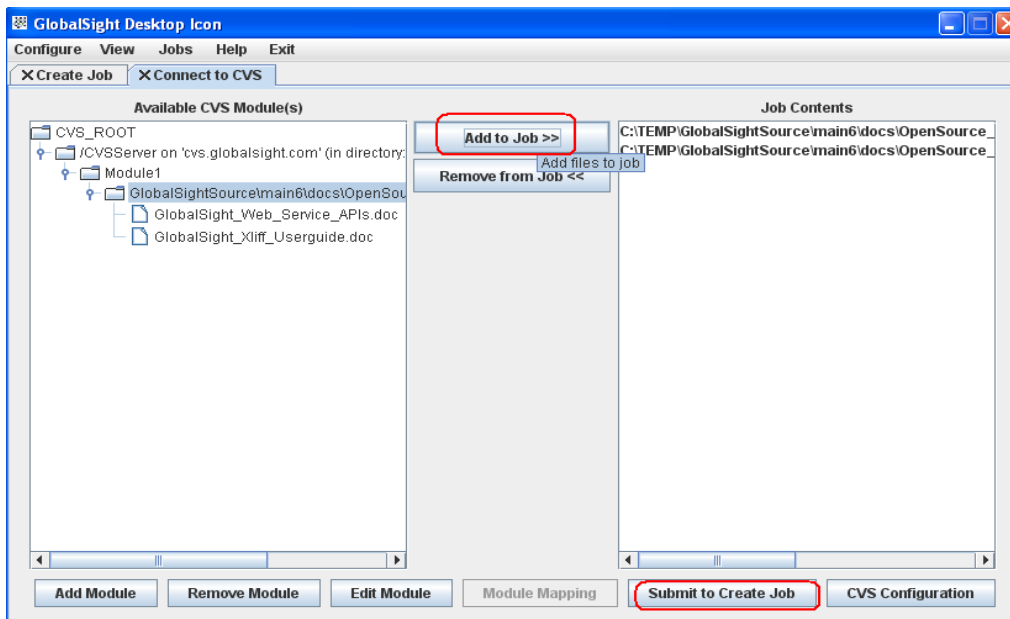 GlobalSight Desktop Icon
Configure View Jobs Help Exit
X Create Job X Connect to CVS
Available CVS Module(s)
Job Contents
CVS_ROOT
/CVSServer on 'cvs.globalsight.com' (in directory:
Module1
GlobalSightSource\main6\docs\OpenSou
GlobalSight_Web_Service_APIs.doc
GlobalSight_Xliff_Userguide.doc
Add to Job >>
Add files to job
Remove from Job <<
C:\TEMP\GlobalSightSource\main6\docs\OpenSource_
C:\TEMP\GlobalSightSource\main6\docs\OpenSource_
Add Module Remove Module Edit Module Module Mapping Submit to Create Job CVS Configuration